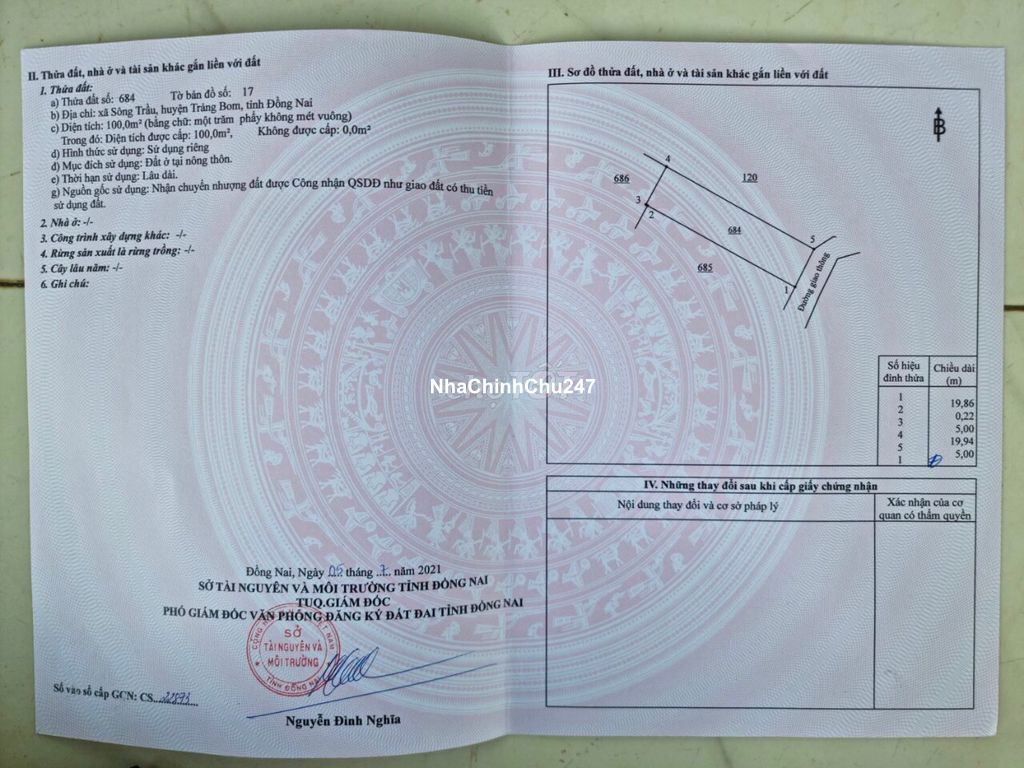 II. Thửa đất, nhà ở và tài sản khác gắn liền với đất
1. Thửa đất:
a) Thửa đất số: 684 Tờ bản đồ số: 17
b) Địa chỉ: xã Sông Trầu, huyện Trảng Bom, tỉnh Đồng Nai
c) Diện tích: 100,0m² (bằng chữ: một trăm phẩy không mét vuông)
Trong đó: Diện tích được cấp: 100,0m², Không được cấp: 0,0m²
d) Hình thức sử dụng: Sử dụng riêng
đ) Mục đích sử dụng: Đất ở tại nông thôn.
e) Thời hạn sử dụng: Lâu dài.
g) Nguồn gốc sử dụng: Nhận chuyển nhượng đất được Công nhận QSDĐ như giao đất có thu tiền
sử dụng đất.
2. Nhà ở: -/-
3. Công trình xây dựng khác: -/-
4. Rừng sản xuất là rừng trồng: -/-
5. Cây lâu năm: -/-
6. Ghi chú:
Đồng Nai, Ngày 05 tháng 7 năm 2021
SỞ TÀI NGUYÊN VÀ MÔI TRƯỜNG TỈNH ĐỒNG NAI
TUQ.GIÁM ĐỐC
PHÓ GIÁM ĐỐC VĂN PHÒNG ĐĂNG KÝ ĐẤT ĐAI TỈNH ĐỒNG NAI
SỞ
TÀI NGUYÊN VÀ
MÔI TRƯỜNG
TỈNH ĐỒNG NAI
Số vào sổ cấp GCN: CS
Nguyễn Đình Nghĩa
NhaChinhChu247
III. Sơ đồ thửa đất, nhà ở và tài sản khác gắn liền với đất
B
4
686
120
3
2
684
5
685
1
Đường giao thông
Số hiệu đỉnh thửa Chiều dài (m)
1
19,86
2
0,22
3
5,00
4
19,94
5
5,00
1
IV. Những thay đổi sau khi cấp giấy chứng nhận
Nội dung thay đổi và cơ sở pháp lý
Xác nhận của cơ
quan có thẩm quyền